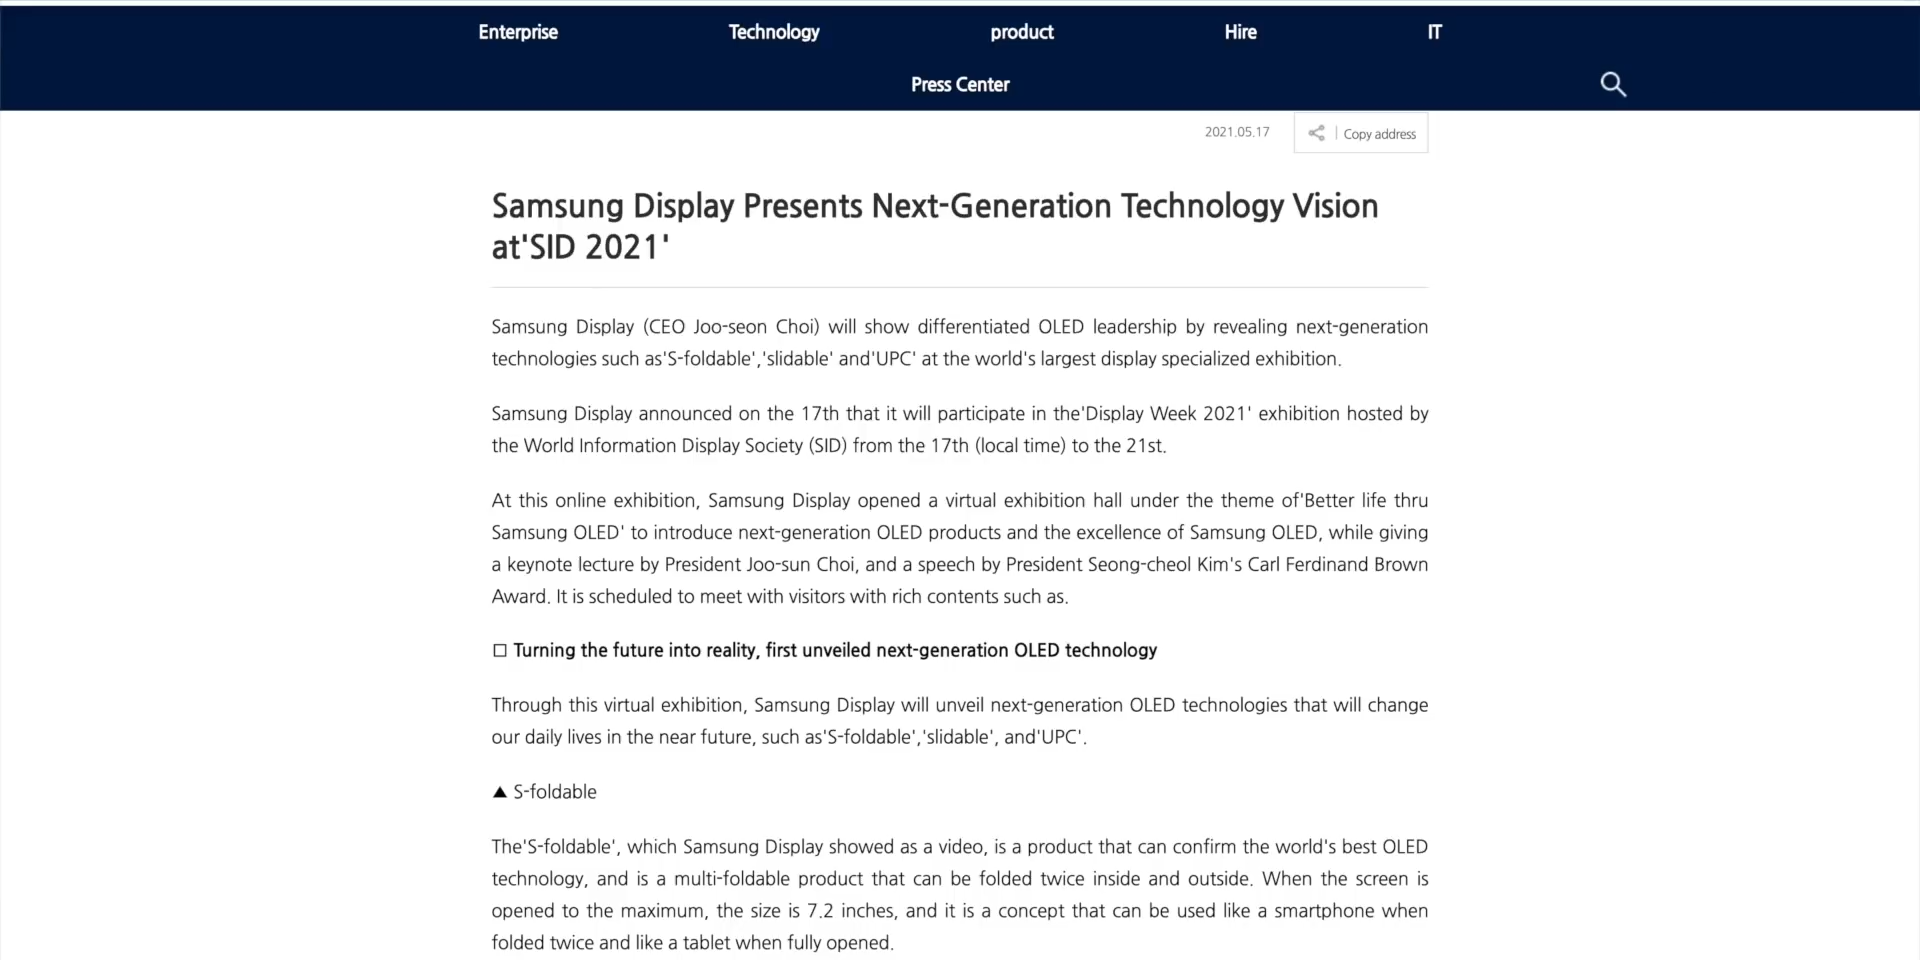 Enterprise Technology product Hire IT
Press Center
2021.05.17 | Copy address
Samsung Display Presents Next-Generation Technology Vision
at'SID 2021'
Samsung Display (CEO Joo-seon Choi) will show differentiated OLED leadership by revealing next-generation
technologies such as'S-foldable','slidable' and'UPC' at the world's largest display specialized exhibition.
Samsung Display announced on the 17th that it will participate in the'Display Week 2021' exhibition hosted by
the World Information Display Society (SID) from the 17th (local time) to the 21st.
At this online exhibition, Samsung Display opened a virtual exhibition hall under the theme of'Better life thru
Samsung OLED' to introduce next-generation OLED products and the excellence of Samsung OLED, while giving
a keynote lecture by President Joo-sun Choi, and a speech by President Seong-cheol Kim's Carl Ferdinand Brown
Award. It is scheduled to meet with visitors with rich contents such as.
□ Turning the future into reality, first unveiled next-generation OLED technology
Through this virtual exhibition, Samsung Display will unveil next-generation OLED technologies that will change
our daily lives in the near future, such as'S-foldable','slidable', and'UPC'.
▲ S-foldable
The'S-foldable', which Samsung Display showed as a video, is a product that can confirm the world's best OLED
technology, and is a multi-foldable product that can be folded twice inside and outside. When the screen is
opened to the maximum, the size is 7.2 inches, and it is a concept that can be used like a smartphone when
folded twice and like a tablet when fully opened.